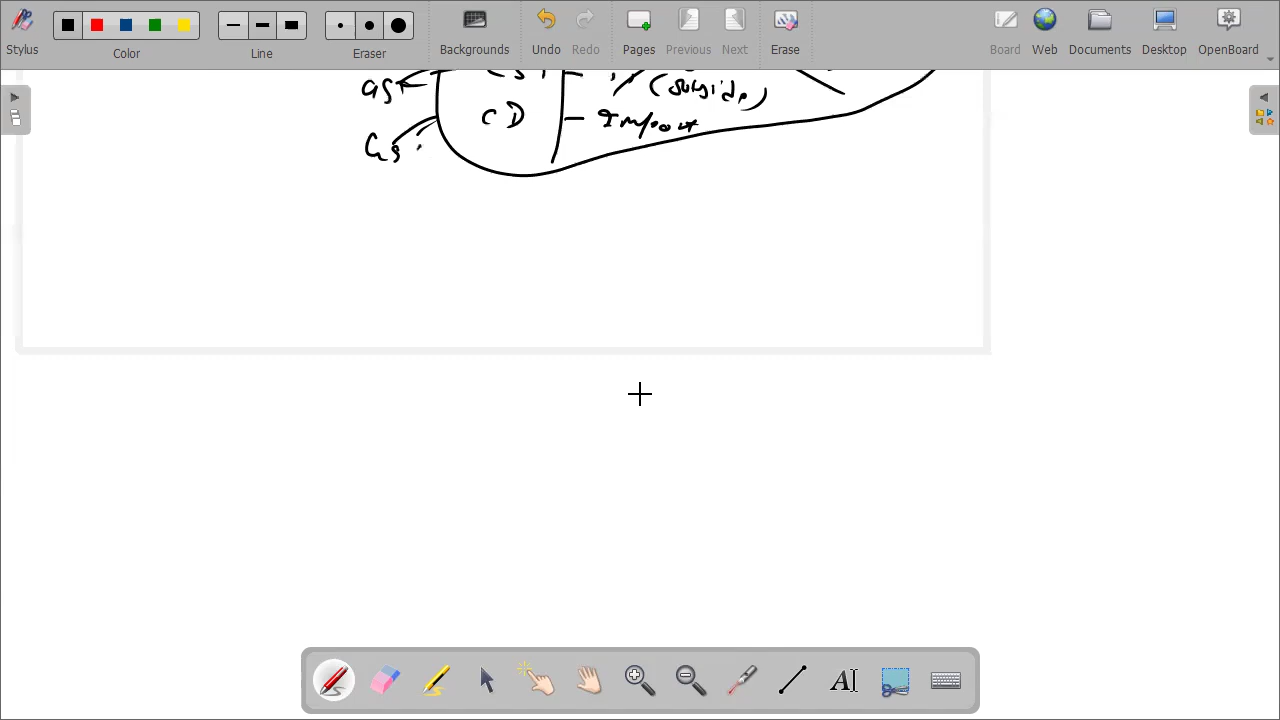 Stylus
Color
Line
Eraser
Backgrounds
Undo
Redo
Pages
Previous
Next
Erase
Board
Web
Documents
Desktop
OpenBoard
GST
CD
Import
GST
A